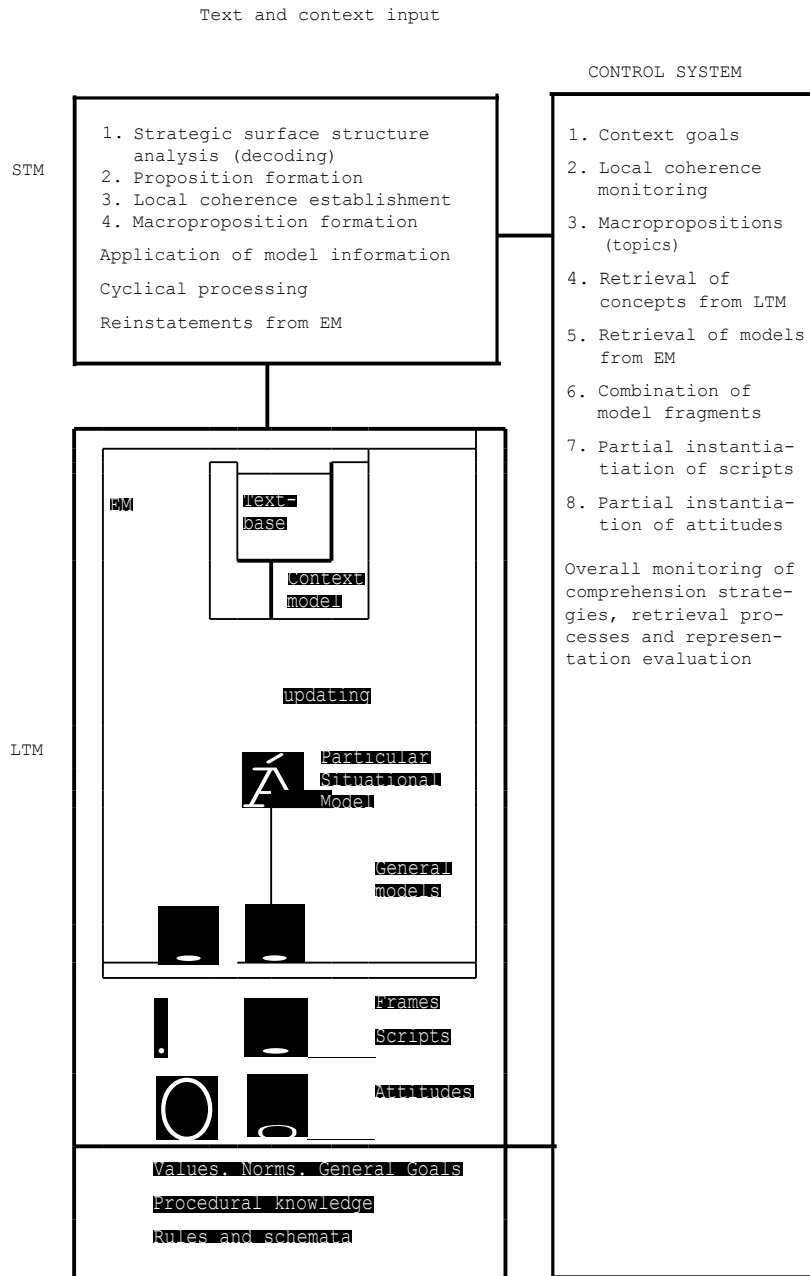 Text and context input
CONTROL SYSTEM
STM
1. Strategic surface structure
analysis (decoding)
2. Proposition formation
3. Local coherence establishment
4. Macroproposition formation
Application of model information
Cyclical processing
Reinstatements from EM
1. Context goals
2. Local coherence
monitoring
3. Macropropositions
(topics)
4. Retrieval of
concepts from LTM
5. Retrieval of models
from EM
6. Combination of
model fragments
7. Partial instantia-
tiation of scripts
8. Partial instantia-
tion of attitudes
Overall monitoring of
comprehension strate-
gies, retrieval pro-
cesses and represen-
tation evaluation
LTM
EM
Text-
base
Context
model
updating
Particular
Situational
Model
General
models
Frames
Scripts
Attitudes
Values. Norms. General Goals
Procedural knowledge
Rules and schemata